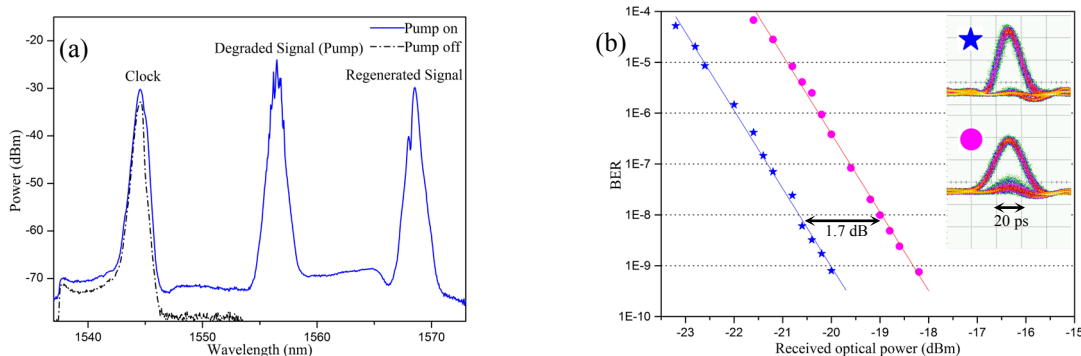 (a)
Pump on
Pump off
Degraded Signal (Pump)
Clock
Regenerated Signal
-20
-30
-40
-50
-60
-70
Power (dBm)
1540
1550
1560
1570
Wavelength (nm)
(b)
1E-4
1E-5
1E-6
1E-7
1E-8
1E-9
1E-10
BER
1.7 dB
20 ps
-23
-22
-21
-20
-19
-18
-17
-16
-15
Received optical power (dBm)